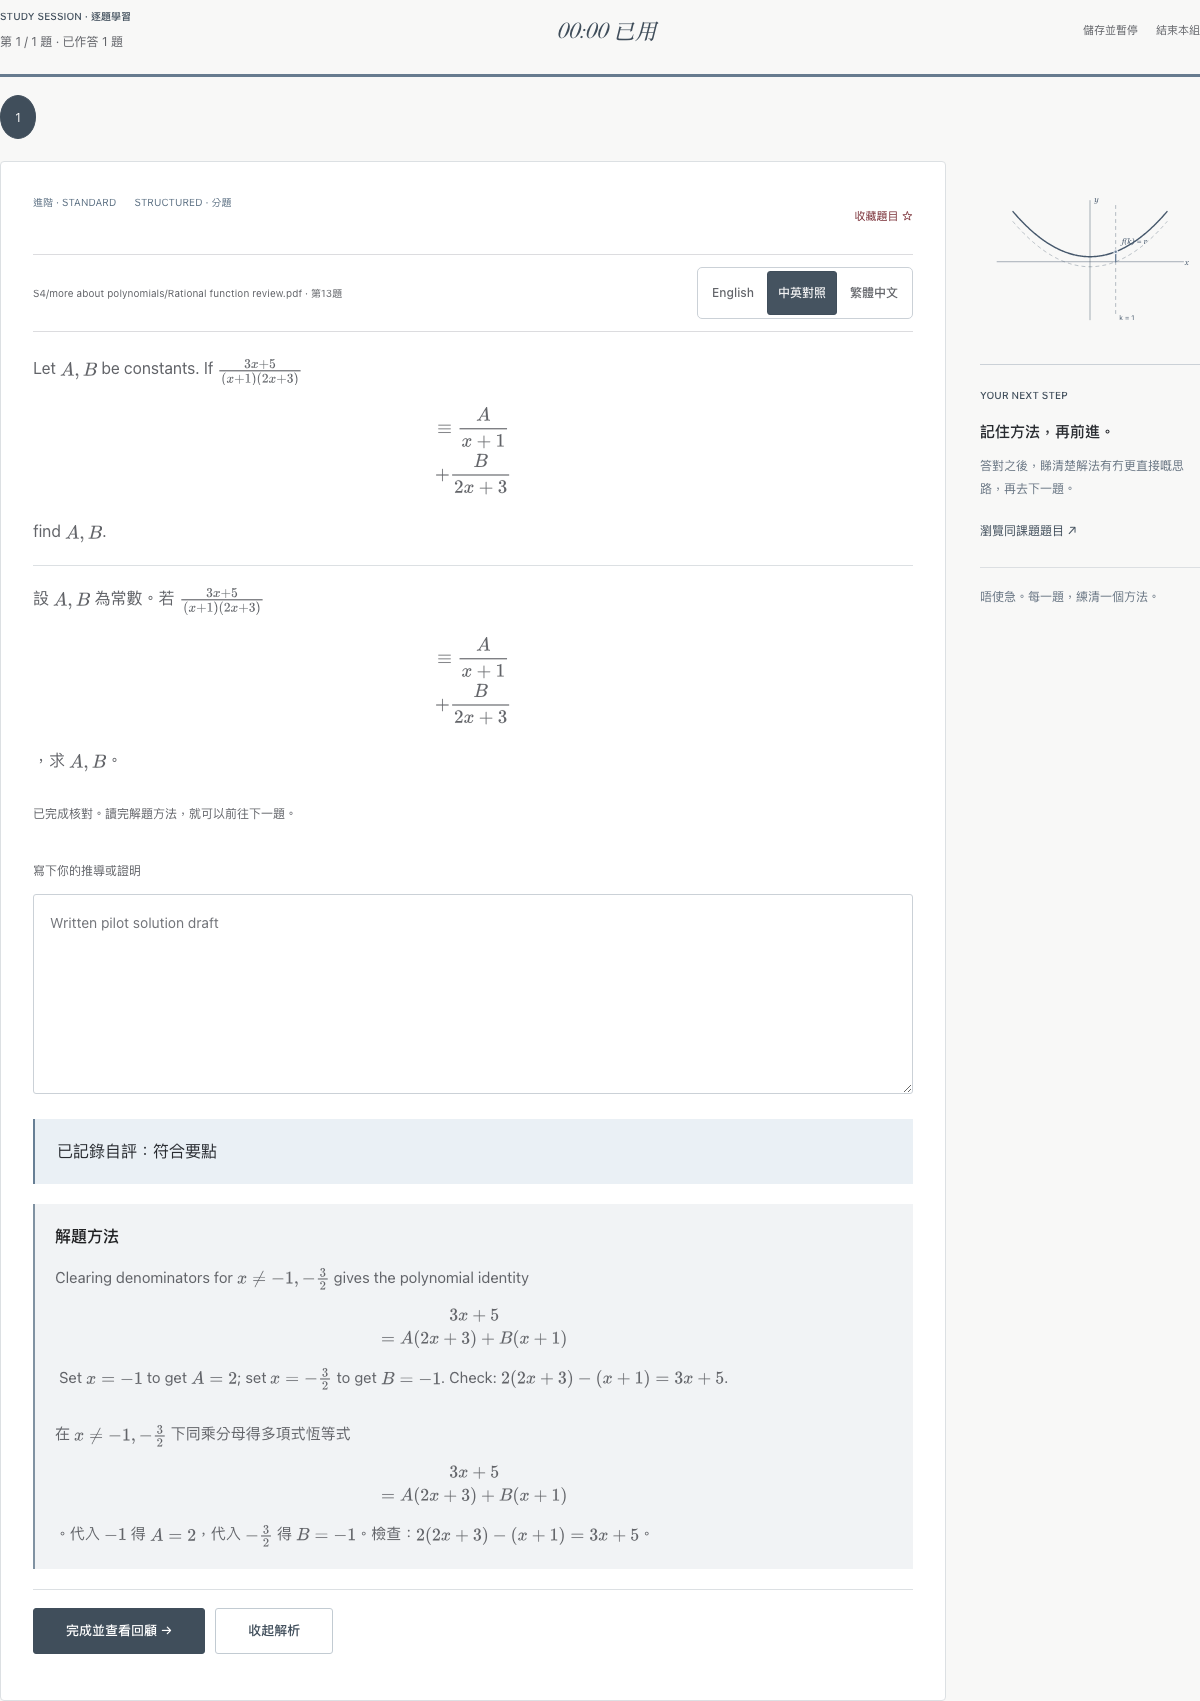 STUDY SESSION · 逐題學習
第 1 / 1 題 · 已作答 1 題
00:00 已用
儲存並暫停 結束本組
1
進階 · STANDARD STRUCTURED · 分題
收藏題目 ☆
S4/more about polynomials/Rational function review.pdf · 第13題
English 中英對照 繁體中文
Let A, B be constants. If (3x+5)/((x+1)(2x+3))
≡ A/(x + 1)
+ B/(2x + 3)
find A, B.
設 A, B 為常數。若 (3x+5)/((x+1)(2x+3))
≡ A/(x + 1)
+ B/(2x + 3)
，求 A, B。
已完成核對。讀完解題方法，就可以前往下一題。
寫下你的推導或證明
Written pilot solution draft
已記錄自評：符合要點
解題方法
Clearing denominators for x ≠ −1, −3/2 gives the polynomial identity
3x + 5
= A(2x + 3) + B(x + 1)
Set x = −1 to get A = 2; set x = −3/2 to get B = −1. Check: 2(2x + 3) − (x + 1) = 3x + 5.
在 x ≠ −1, −3/2 下同乘分母得多項式恆等式
3x + 5
= A(2x + 3) + B(x + 1)
。代入 −1 得 A = 2，代入 −3/2 得 B = −1。檢查：2(2x + 3) − (x + 1) = 3x + 5。
完成並查看回顧 → 收起解析
y
f(k) = r
x
k = 1
YOUR NEXT STEP
記住方法，再前進。
答對之後，睇清楚解法有冇更直接嘅思
路，再去下一題。
瀏覽同課題題目 ↗
唔使急。每一題，練清一個方法。